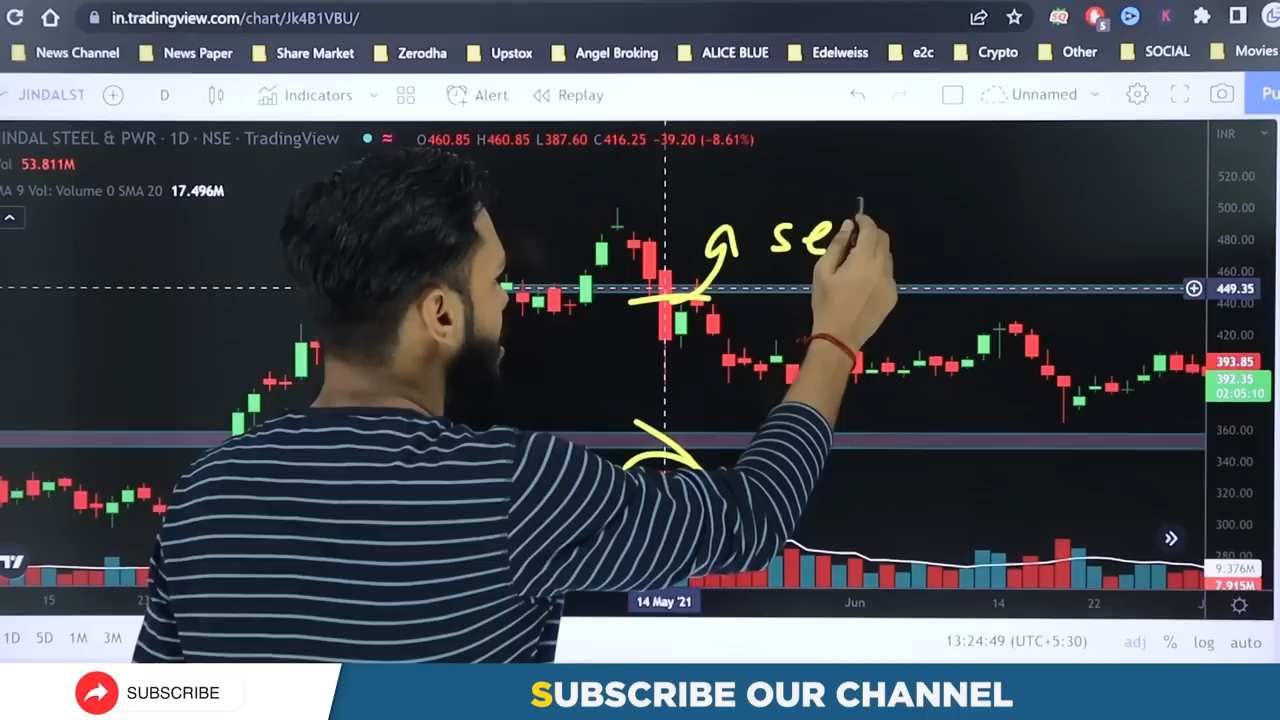 in.tradingview.com/chart/Jk4B1VBU/
SQ 5 K
News Channel News Paper Share Market Zerodha Upstox Angel Broking ALICE BLUE Edelweiss e2c Crypto Other SOCIAL Movies
JINDALST D Indicators Alert Replay Unnamed Pu
INDAL STEEL & PWR · 1D · NSE · TradingView O460.85 H460.85 L387.60 C416.25 −39.20 (−8.61%) INR
ol 53.811M
MA 9 Vol: Volume 0 SMA 20 17.496M
520.00
500.00
se
480.00
460.00
449.35
440.00
420.00
393.85
392.35
02:05:10
360.00
340.00
320.00
300.00
280.00
9.376M
7.915M
15 23 14 May '21 Jun 14 22
1D 5D 1M 3M 13:24:49 (UTC+5:30) adj % log auto
SUBSCRIBE
SUBSCRIBE OUR CHANNEL